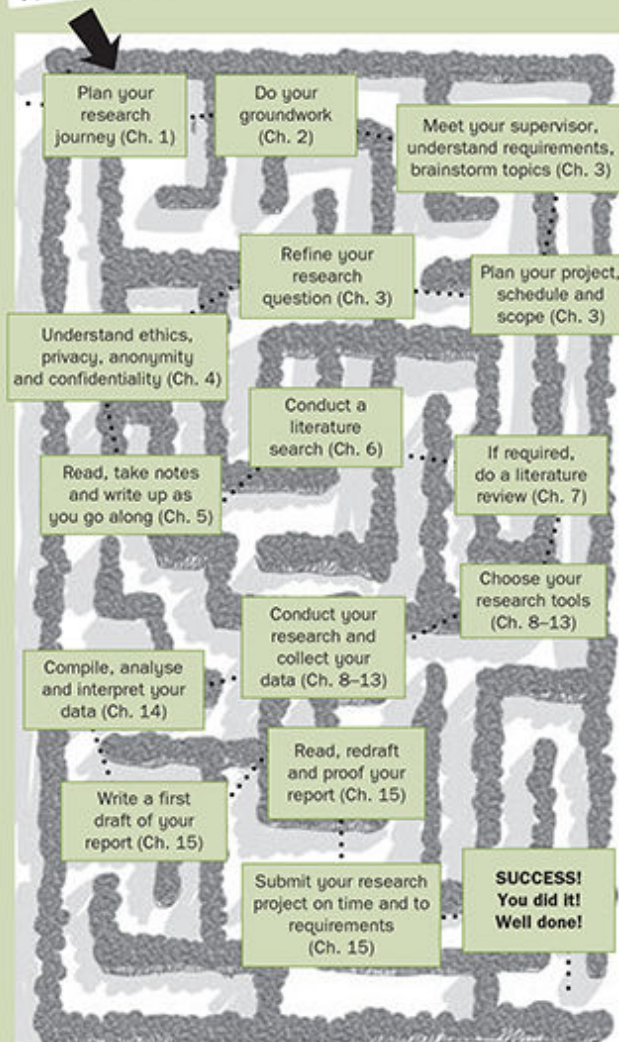 Plan your
research
journey (Ch. 1)
Do your
groundwork
(Ch. 2)
Meet your supervisor,
understand requirements,
brainstorm topics (Ch. 3)
Plan your project,
schedule and
scope (Ch. 3)
Refine your
research
question (Ch. 3)
Understand ethics,
privacy, anonymity
and confidentiality (Ch. 4)
Read, take notes
and write up as
you go along (Ch. 5)
Conduct a
literature
search (Ch. 6)
If required,
do a literature
review (Ch. 7)
Choose your
research tools
(Ch. 8–13)
Conduct your
research and
collect your
data (Ch. 8–13)
Compile, analyse
and interpret your
data (Ch. 14)
Write a first
draft of your
report (Ch. 15)
Read, redraft
and proof your
report (Ch. 15)
Submit your research
project on time and to
requirements
(Ch. 15)
SUCCESS!
You did it!
Well done!